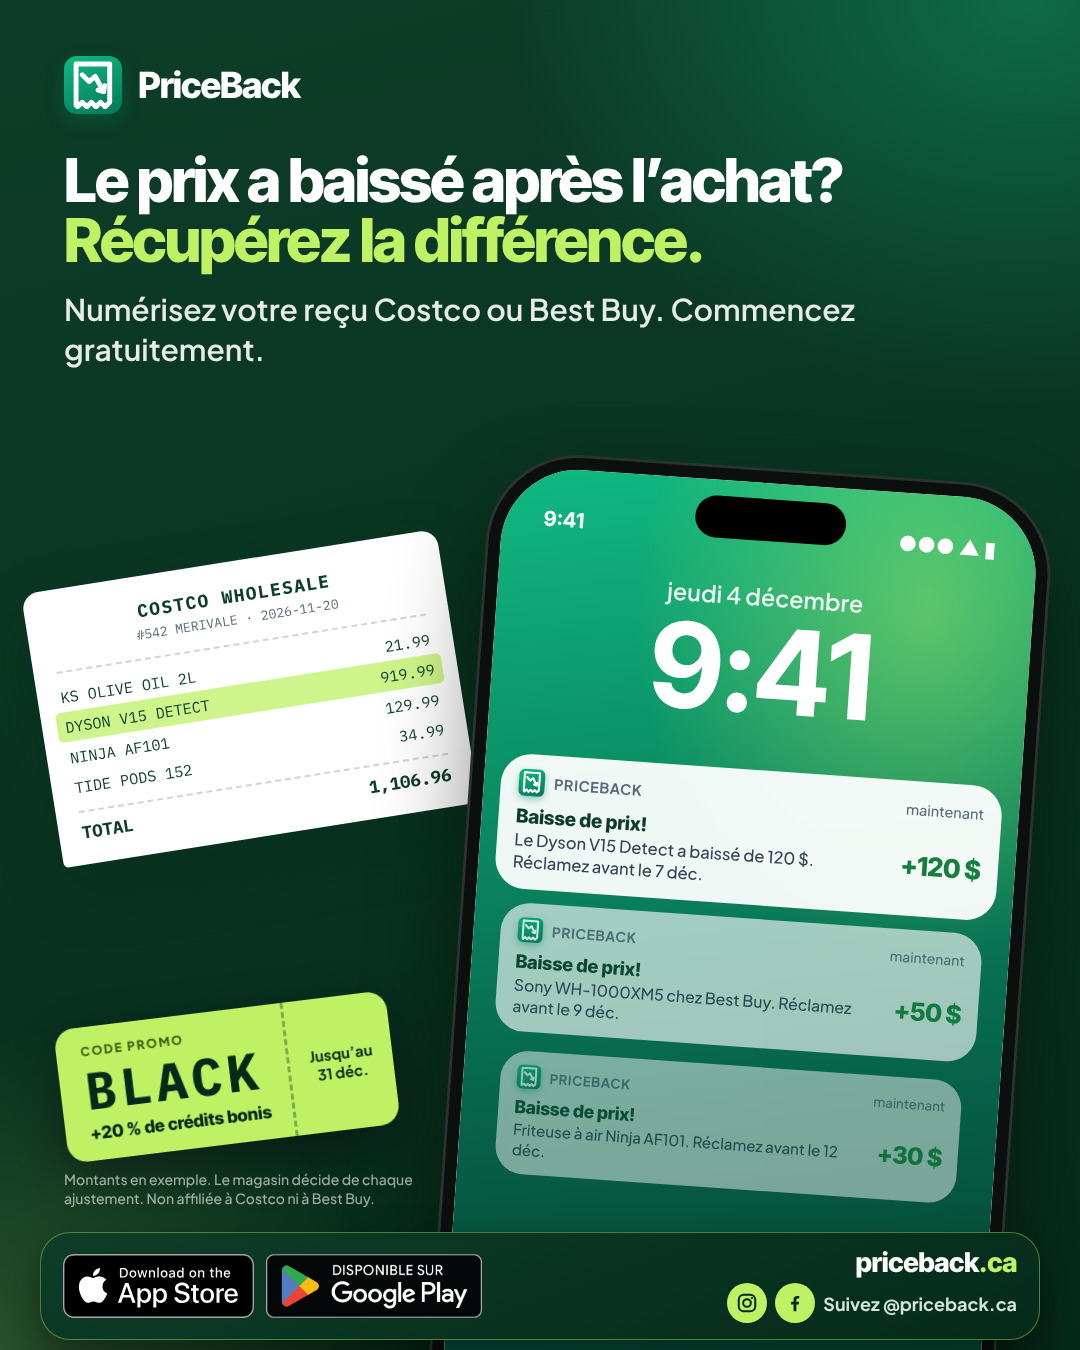 PriceBack
Le prix a baissé après l’achat?
Récupérez la différence.
Numérisez votre reçu Costco ou Best Buy. Commencez
gratuitement.
COSTCO WHOLESALE
#542 MERIVALE · 2026-11-20
KS OLIVE OIL 2L 21.99
DYSON V15 DETECT 919.99
NINJA AF101 129.99
TIDE PODS 152 34.99
TOTAL 1,106.96
9:41
jeudi 4 décembre
9:41
PRICEBACK maintenant
Baisse de prix!
Le Dyson V15 Detect a baissé de 120 $.
Réclamez avant le 7 déc.
+120 $
PRICEBACK maintenant
Baisse de prix!
Sony WH-1000XM5 chez Best Buy. Réclamez
avant le 9 déc.
+50 $
PRICEBACK maintenant
Baisse de prix!
Friteuse à air Ninja AF101. Réclamez avant le 12
déc.
+30 $
CODE PROMO
BLACK
+20 % de crédits bonis
Jusqu’au
31 déc.
Montants en exemple. Le magasin décide de chaque
ajustement. Non affiliée à Costco ni à Best Buy.
Download on the
App Store
DISPONIBLE SUR
Google Play
priceback.ca
Suivez @priceback.ca